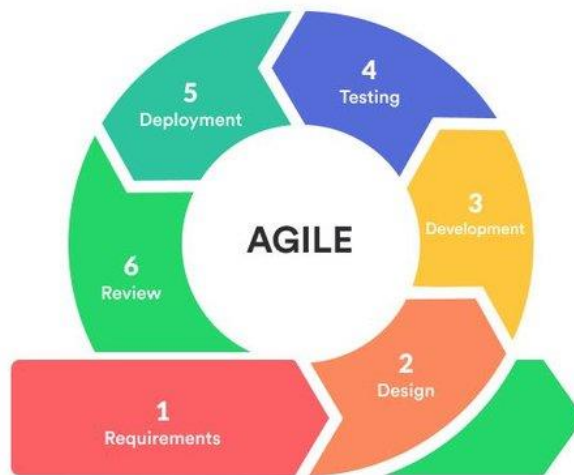 AGILE
1
Requirements
2
Design
3
Development
4
Testing
5
Deployment
6
Review